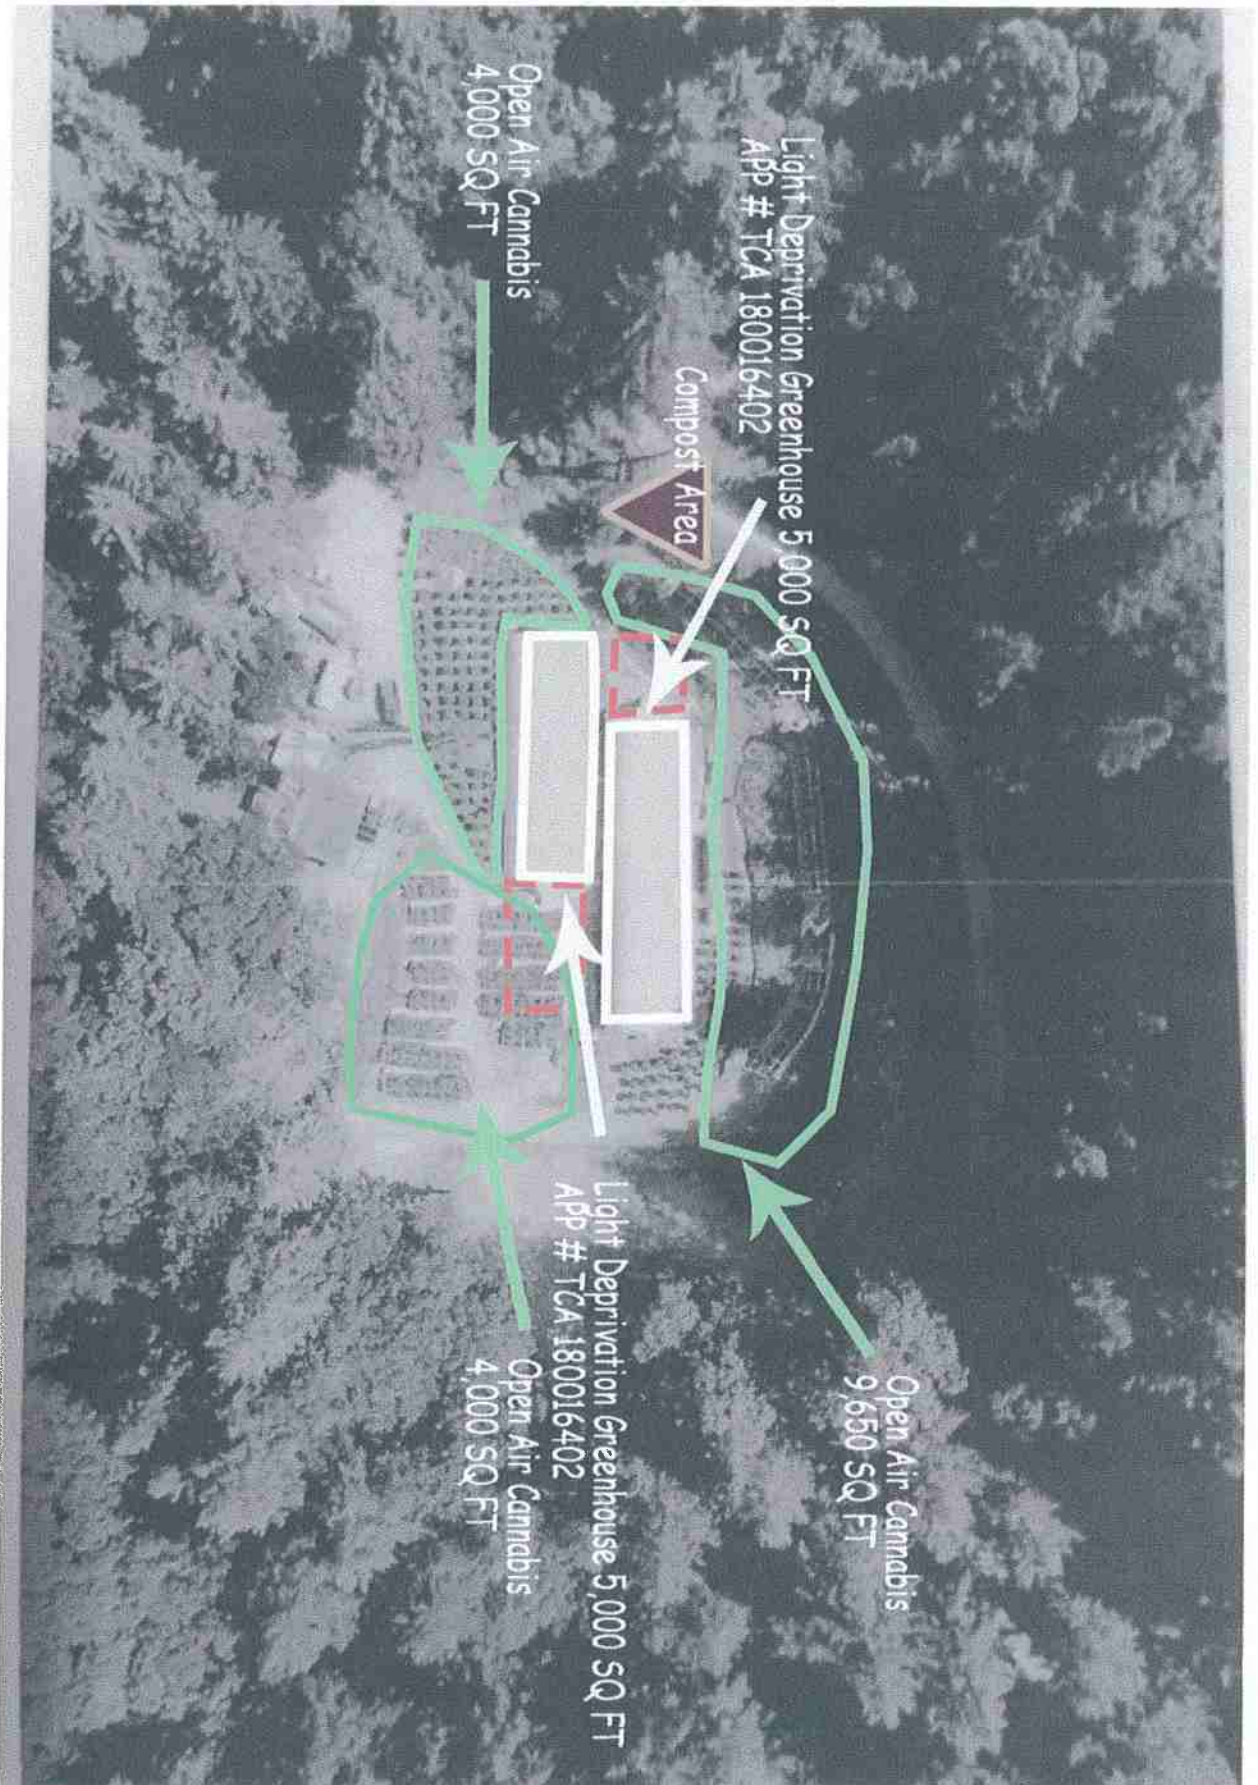 Light Deprivation Greenhouse 5,000 SQ FT
APP # TCA 180016402
Compost Area
Open Air Cannabis
4,000 SQ FT
Open Air Cannabis
9,650 SQ FT
Light Deprivation Greenhouse 5,000 SQ FT
APP # TCA 180016402
Open Air Cannabis
4,000 SQ FT